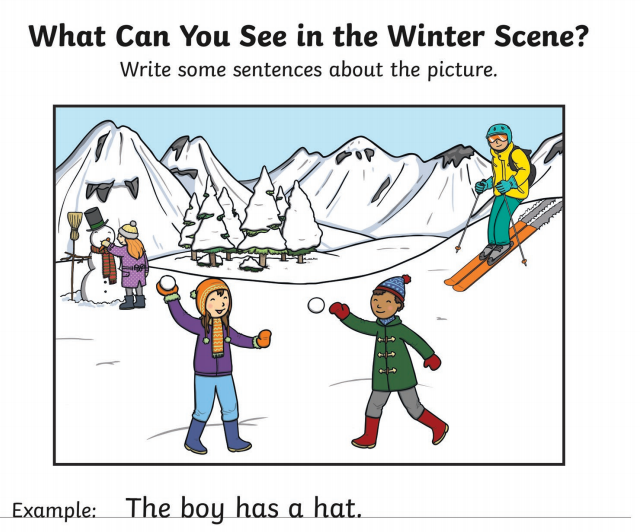 What Can You See in the Winter Scene?
Write some sentences about the picture.
Example: The boy has a hat.